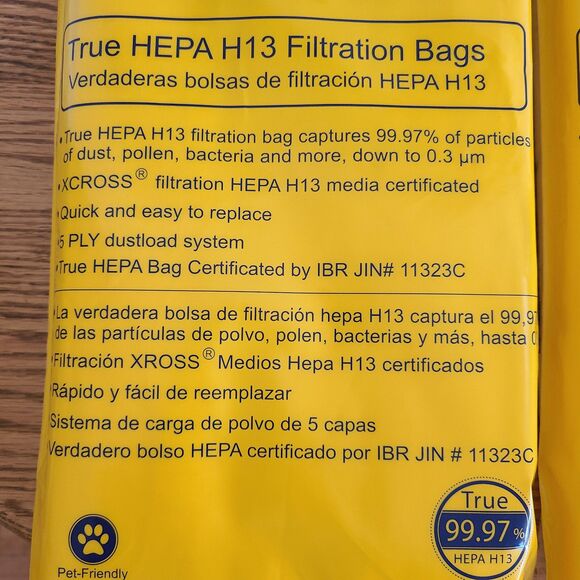 True HEPA H13 Filtration Bags
Verdaderas bolsas de filtración HEPA H13
•True HEPA H13 filtration bag captures 99.97% of particles
of dust, pollen, bacteria and more, down to 0.3 µm
•XCROSS® filtration HEPA H13 media certificated
•Quick and easy to replace
•5 PLY dustload system
•True HEPA Bag Certificated by IBR JIN# 11323C
•La verdadera bolsa de filtración hepa H13 captura el 99,97
de las partículas de polvo, polen, bacterias y más, hasta
•Filtración XROSS® Medios Hepa H13 certificados
•Rápido y fácil de reemplazar
Sistema de carga de polvo de 5 capas
Verdadero bolso HEPA certificado por IBR JIN # 11323C
Pet-Friendly
True
99.97 %
HEPA H13